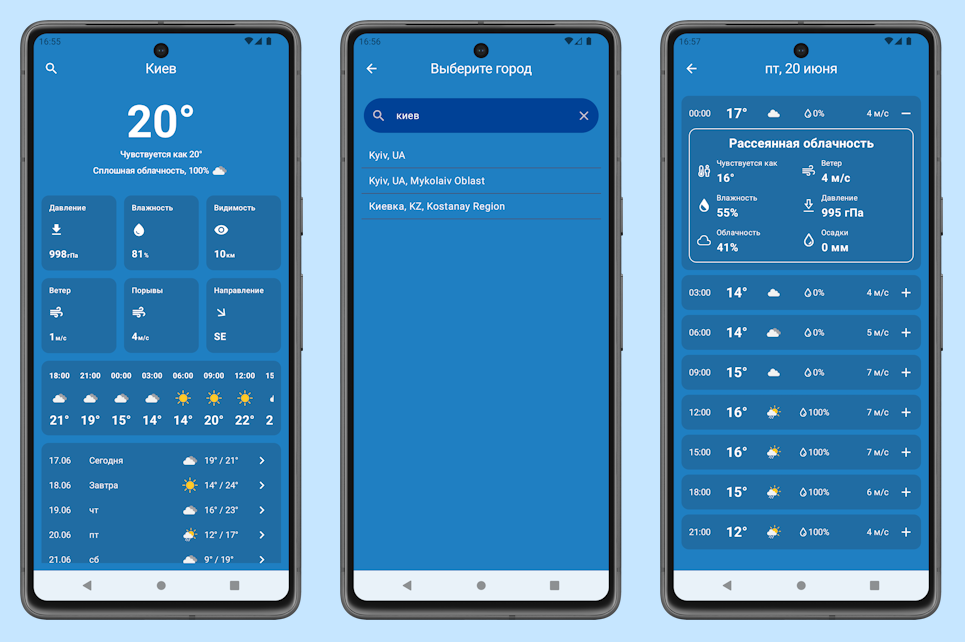 16:55
Киев
20°
Чувствуется как 20°
Сплошная облачность, 100%
Давление
998гПа
Влажность
81%
Видимость
10км
Ветер
1м/с
Порывы
4м/с
Направление
SE
18:00 21:00 00:00 03:00 06:00 09:00 12:00 15
21° 19° 15° 14° 14° 20° 22° 2
17.06 Сегодня 19° / 21°
18.06 Завтра 14° / 24°
19.06 чт 16° / 23°
20.06 пт 12° / 17°
21.06 сб 9° / 19°
16:56
Выберите город
киев
Kyiv, UA
Kyiv, UA, Mykolaiv Oblast
Киевка, KZ, Kostanay Region
16:57
пт, 20 июня
00:00 17° 0% 4 м/с
Рассеянная облачность
Чувствуется как
16°
Ветер
4 м/с
Влажность
55%
Давление
995 гПа
Облачность
41%
Осадки
0 мм
03:00 14° 0% 4 м/с
06:00 14° 0% 5 м/с
09:00 15° 0% 7 м/с
12:00 16° 100% 7 м/с
15:00 16° 100% 7 м/с
18:00 15° 100% 6 м/с
21:00 12° 100% 4 м/с